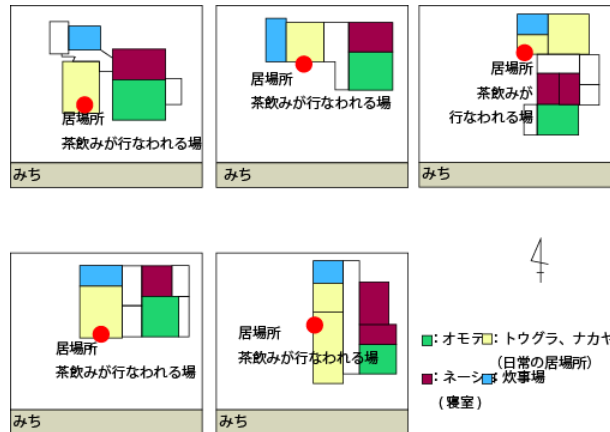 居場所
茶飲みが行なわれる場
みち
居場所
茶飲みが行なわれる場
みち
居場所
茶飲みが
行なわれる場
みち
居場所
茶飲みが行なわれる場
みち
居場所
茶飲みが行なわれる場
みち
:オモテ
:トウグラ、ナカヤ
(日常の居場所)
:ネーシ
:炊事場
(寝室)